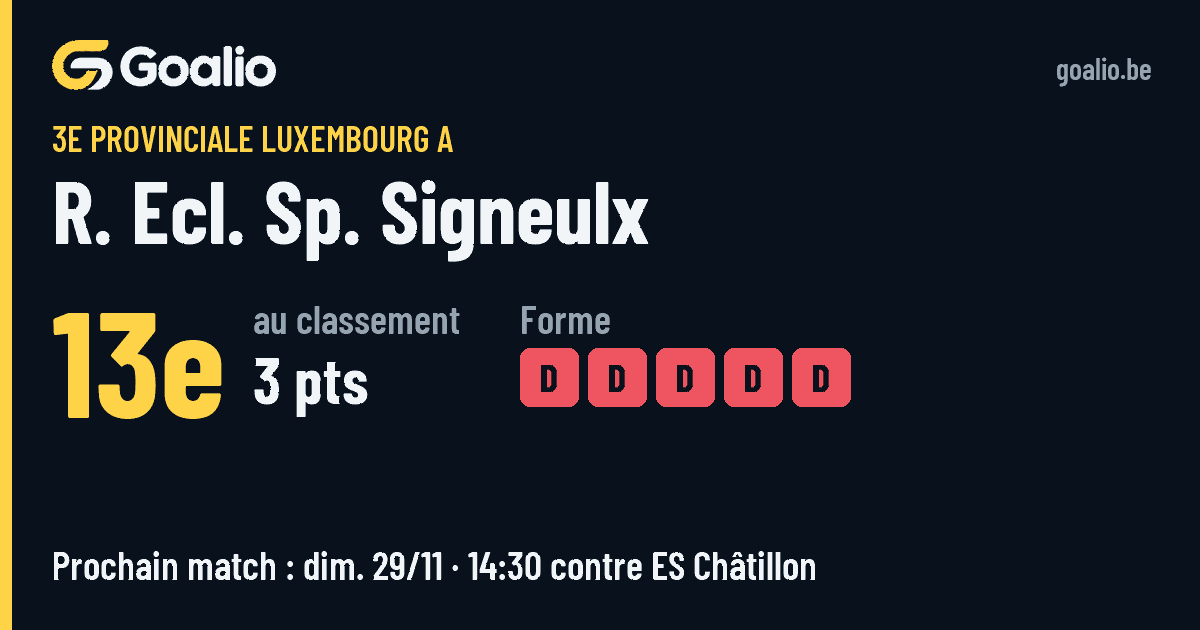 Goalio
goalio.be
3E PROVINCIALE LUXEMBOURG A
R. Ecl. Sp. Signeulx
13e
au classement
3 pts
Forme
D D D D D
Prochain match : dim. 29/11 · 14:30 contre ES Châtillon